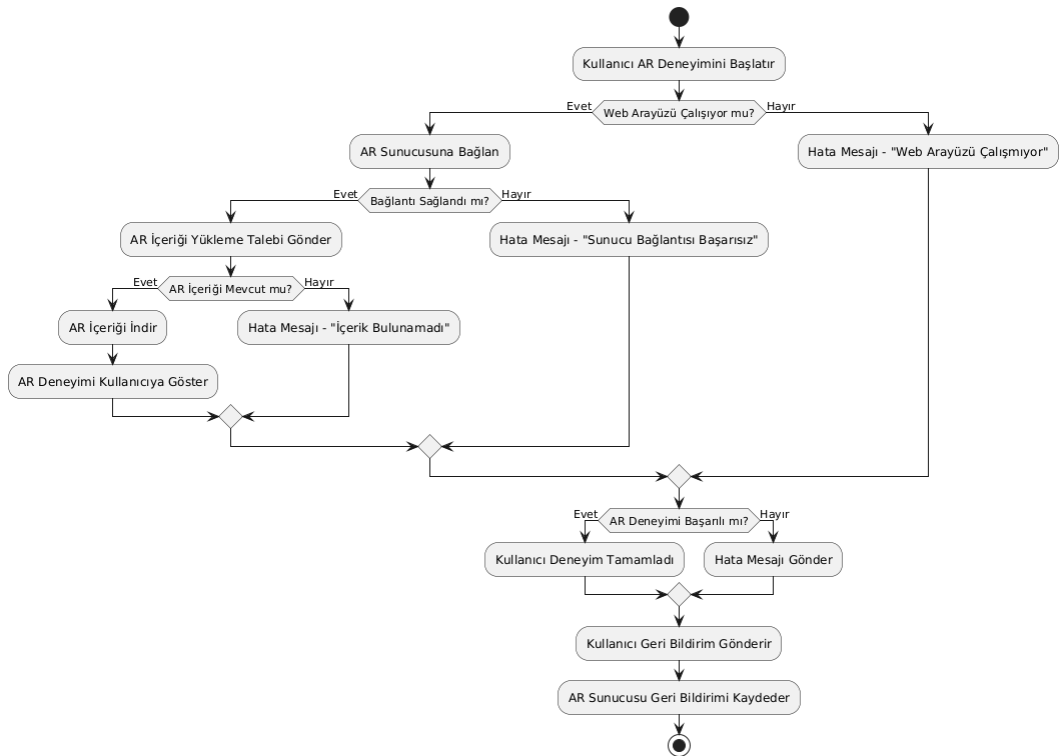 Kullanıcı AR Deneyimini Başlatır
Evet
Web Arayüzü Çalışıyor mu?
Hayır
AR Sunucusuna Bağlan
Hata Mesajı - "Web Arayüzü Çalışmıyor"
Evet
Bağlantı Sağlandı mı?
Hayır
AR İçeriği Yükleme Talebi Gönder
Hata Mesajı - "Sunucu Bağlantısı Başarısız"
Evet
AR İçeriği Mevcut mu?
Hayır
AR İçeriği İndir
Hata Mesajı - "İçerik Bulunamadı"
AR Deneyimi Kullanıcıya Göster
Evet
AR Deneyimi Başarılı mı?
Hayır
Kullanıcı Deneyim Tamamladı
Hata Mesajı Gönder
Kullanıcı Geri Bildirim Gönderir
AR Sunucusu Geri Bildirimi Kaydeder